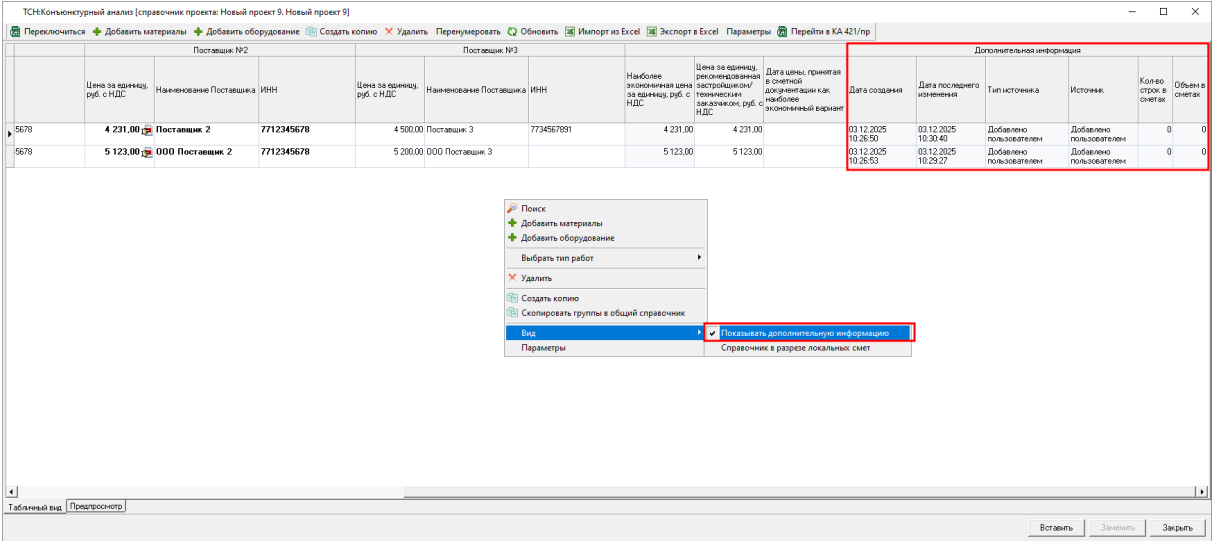 ТСН:Конъюнктурный анализ [справочник проекта: Новый проект 9. Новый проект 9]
Переключиться Добавить материалы Добавить оборудование Создать копию Удалить Перенумеровать Обновить Импорт из Excel Экспорт в Excel Параметры Перейти в КА 421/пр
Поставщик №2 Поставщик №3 Дополнительная информация
Цена за единицу, руб. с НДС
Наименование Поставщика
ИНН
Цена за единицу, руб. с НДС
Наименование Поставщика
ИНН
Наиболее экономичная цена за единицу, руб. с НДС
Цена за единицу, рекомендованная застройщиком/ техническим заказчиком, руб. с НДС
Дата цены, принятая в сметной документации как наиболее экономичный вариант
Дата создания
Дата последнего изменения
Тип источника
Источник
Кол-во строк в сметах
Объем в сметах
5678 4 231,00 Поставщик 2 7712345678 4 500,00 Поставщик 3 7734567891 4 231,00 4 231,00 03.12.2025 10:26:50 03.12.2025 10:30:40 Добавлено пользователем Добавлено пользователем 0 0
5678 5 123,00 ООО Поставщик 2 7712345678 5 200,00 ООО Поставщик 3 5 123,00 5 123,00 03.12.2025 10:26:53 03.12.2025 10:29:27 Добавлено пользователем Добавлено пользователем 0 0
Поиск
Добавить материалы
Добавить оборудование
Выбрать тип работ
Удалить
Создать копию
Скопировать группы в общий справочник
Вид
Показывать дополнительную информацию
Параметры
Справочник в разрезе локальных смет
Табличный вид Предпросмотр
Вставить Заменить Закрыть